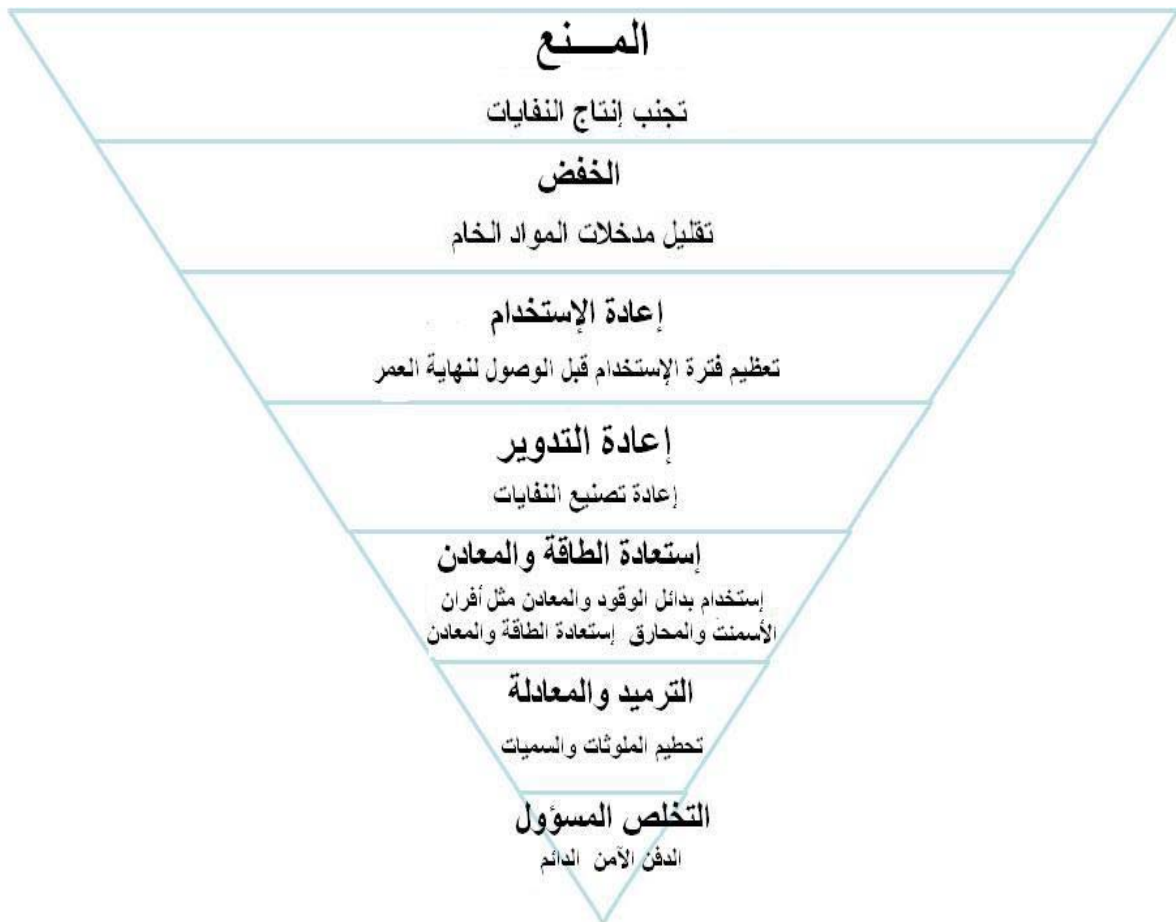 المـــنع
تجنب إنتاج النفايات
الخفض
تقليل مدخلات المواد الخام
إعادة الإستخدام
تعظيم فترة الإستخدام قبل الوصول لنهاية العمر
إعادة التدوير
إعادة تصنيع النفايات
إستعادة الطاقة والمعادن
إستخدام بدائل الوقود والمعادن مثل أفران
الأسمنت والمحارق إستعادة الطاقة والمعادن
الترميد والمعادلة
تحطيم الملوثات والسميات
التخلص المسؤول
الدفن الآمن الدائم